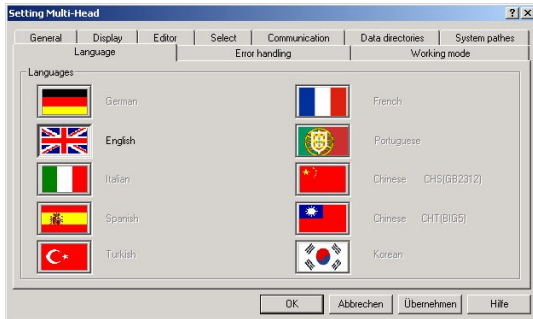 Setting Multi-Head
General Display Editor Select Communication Data directories System pathes
Language Error handling Working mode
Languages
German French
English Portuguese
Italian Chinese CHS(GB2312)
Spanish Chinese CHT(BIG5)
Turkish Korean
OK Abbrechen Übernehmen Hilfe